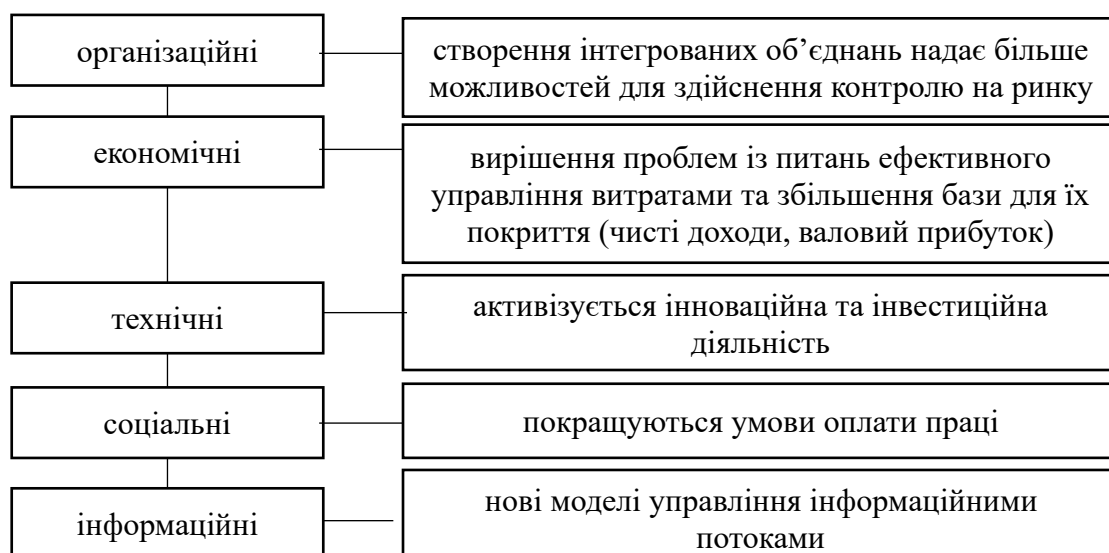 організаційні
створення інтегрованих об’єднань надає більше
можливостей для здійснення контролю на ринку
економічні
вирішення проблем із питань ефективного
управління витратами та збільшення бази для їх
покриття (чисті доходи, валовий прибуток)
технічні
активізується інноваційна та інвестиційна
діяльність
соціальні
покращуються умови оплати праці
інформаційні
нові моделі управління інформаційними
потоками